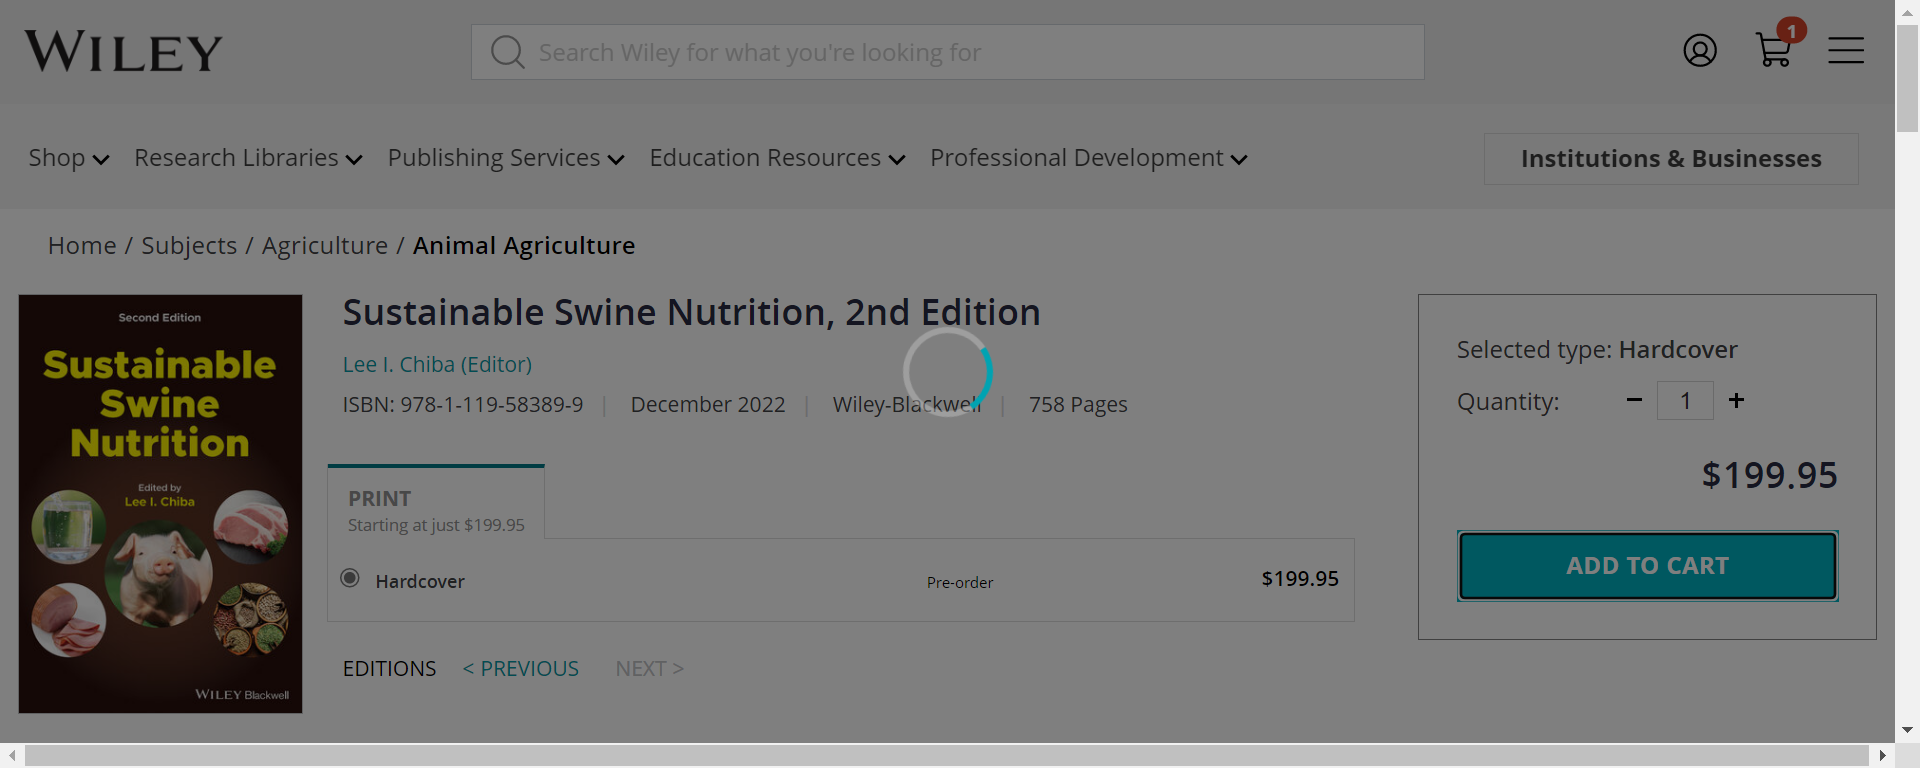 WILEY
Search Wiley for what you're looking for
1
Shop
Research Libraries
Publishing Services
Education Resources
Professional Development
Institutions & Businesses
Home / Subjects / Agriculture / Animal Agriculture
Second Edition
Sustainable
Swine
Nutrition
Edited by
Lee I. Chiba
WILEY Blackwell
Sustainable Swine Nutrition, 2nd Edition
Lee I. Chiba (Editor)
ISBN: 978-1-119-58389-9 | December 2022 | Wiley-Blackwell | 758 Pages
PRINT
Starting at just $199.95
Hardcover Pre-order $199.95
EDITIONS < PREVIOUS NEXT >
Selected type: Hardcover
Quantity: − 1 +
$199.95
ADD TO CART